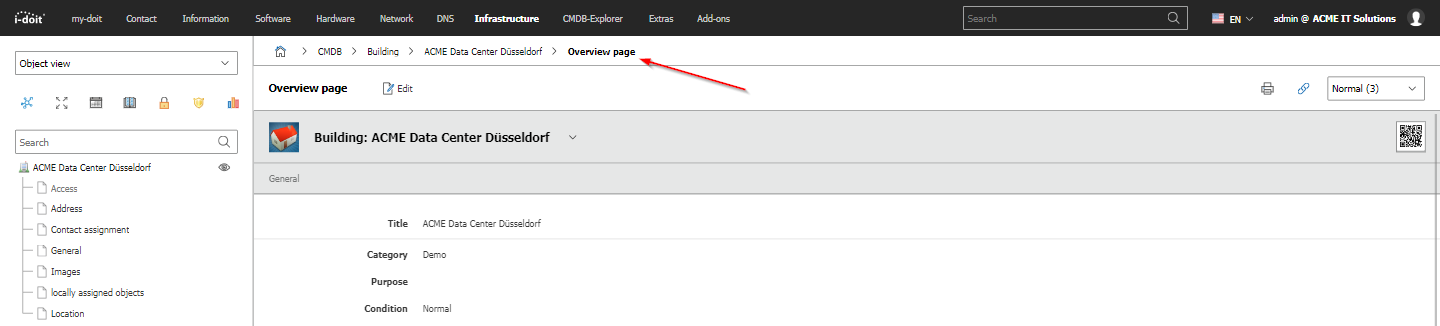 i-doit my-doit Contact Information Software Hardware Network DNS Infrastructure CMDB-Explorer Extras Add-ons Search EN admin @ ACME IT Solutions
Object view
CMDB Building ACME Data Center Düsseldorf Overview page
Overview page Edit Normal (3)
Search
Building: ACME Data Center Düsseldorf
ACME Data Center Düsseldorf
Access
Address
Contact assignment
General
Images
locally assigned objects
Location
General
Title ACME Data Center Düsseldorf
Category Demo
Purpose
Condition Normal